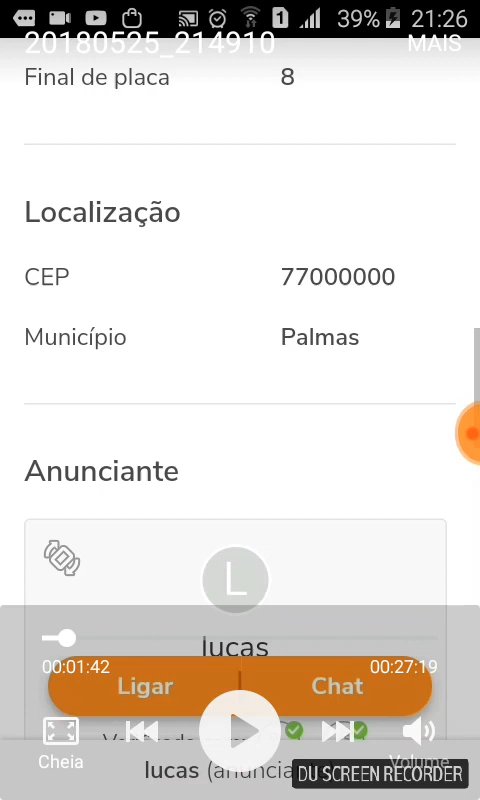 39% 21:26
20180525_214910 MAIS
Final de placa 8
Localização
CEP 77000000
Município Palmas
Anunciante
L
lucas
00:01:42 00:27:19
Ligar Chat
Cheia Volume
lucas (anunciante)
DU SCREEN RECORDER